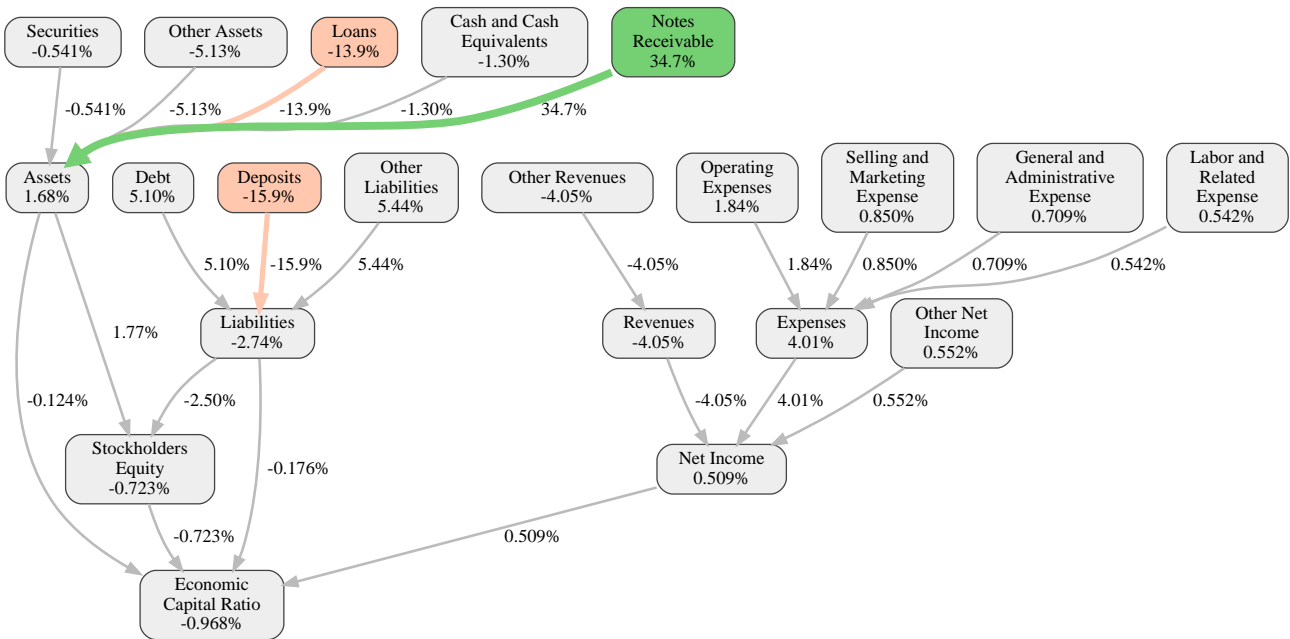 Securities
-0.541%
Other Assets
-5.13%
Loans
-13.9%
Cash and Cash
Equivalents
-1.30%
Notes
Receivable
34.7%
-0.541%
-5.13%
-13.9%
-1.30%
34.7%
Assets
1.68%
Debt
5.10%
Deposits
-15.9%
Other
Liabilities
5.44%
Other Revenues
-4.05%
Operating
Expenses
1.84%
Selling and
Marketing
Expense
0.850%
General and
Administrative
Expense
0.709%
Labor and
Related
Expense
0.542%
5.10%
-15.9%
5.44%
-4.05%
1.84%
0.850%
0.709%
0.542%
1.77%
Liabilities
-2.74%
Revenues
-4.05%
Expenses
4.01%
Other Net
Income
0.552%
-0.124%
-2.50%
-4.05%
4.01%
0.552%
Stockholders
Equity
-0.723%
-0.176%
Net Income
0.509%
-0.723%
0.509%
Economic
Capital Ratio
-0.968%